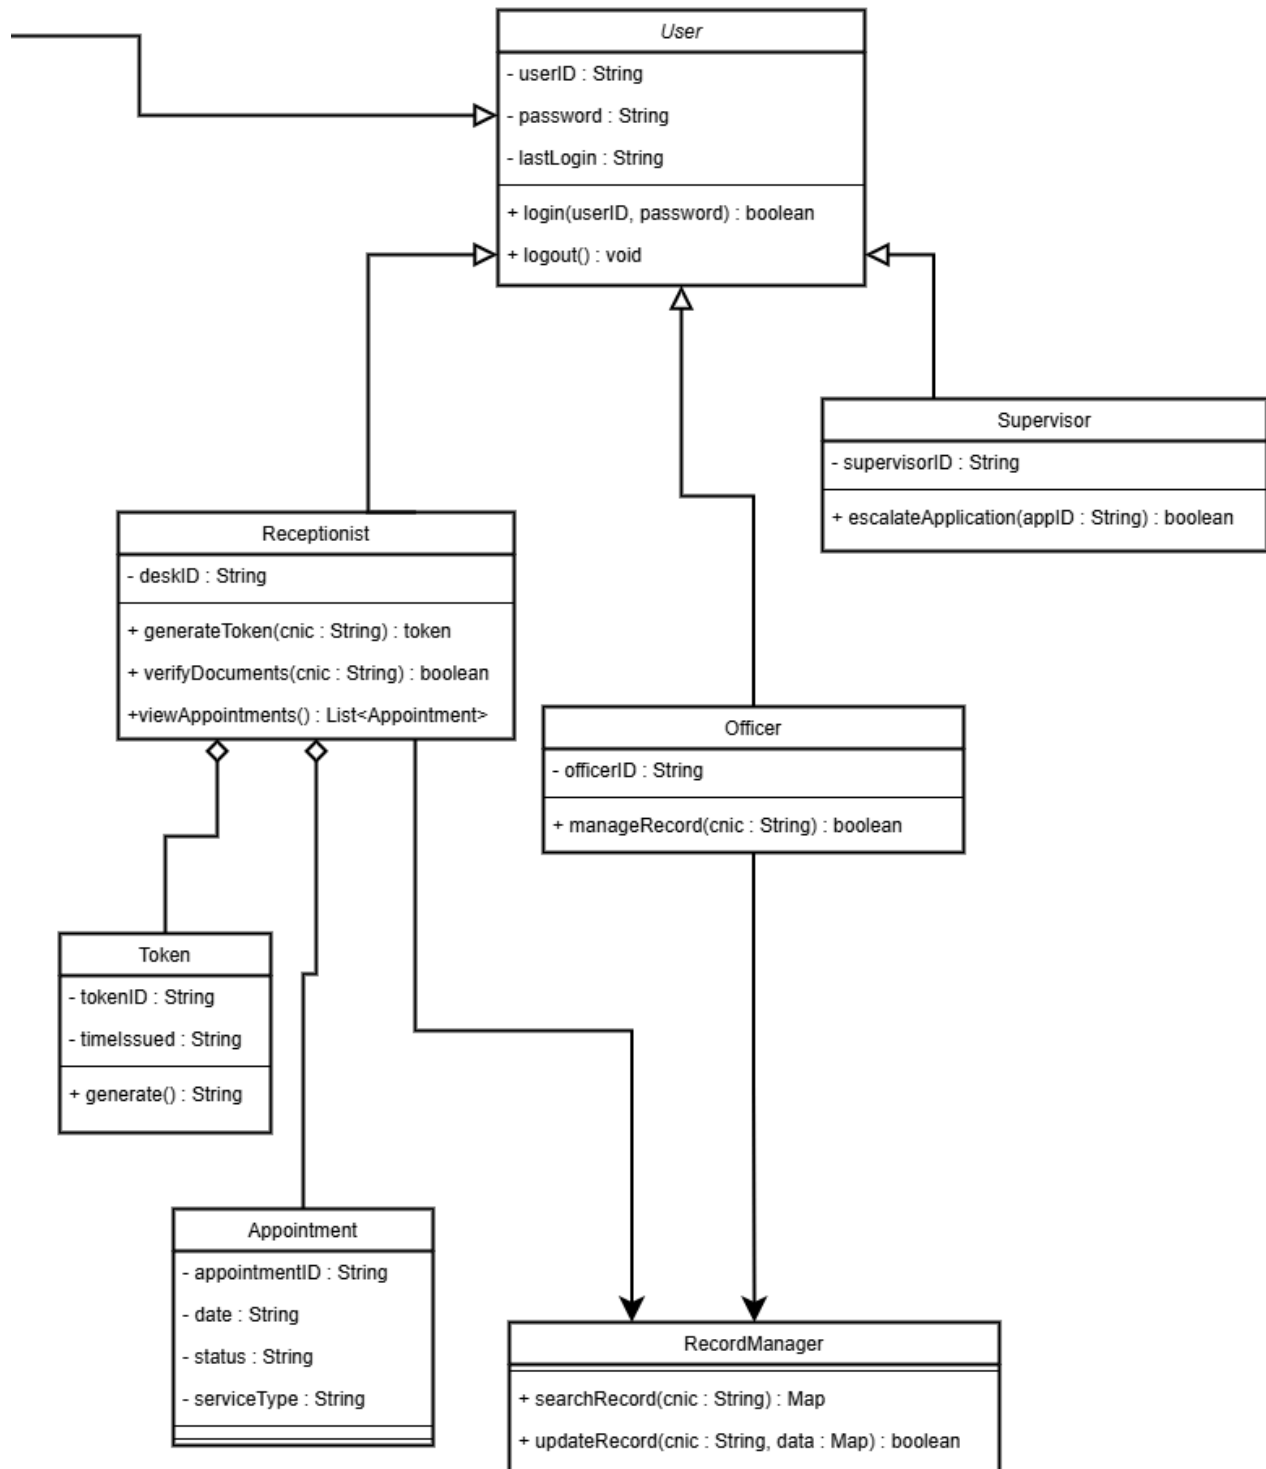 User
- userID : String
- password : String
- lastLogin : String
+ login(userID, password) : boolean
+ logout() : void
Supervisor
- supervisorID : String
+ escalateApplication(appID : String) : boolean
Receptionist
- deskID : String
+ generateToken(cnic : String) : token
+ verifyDocuments(cnic : String) : boolean
+viewAppointments() : List<Appointment>
Officer
- officerID : String
+ manageRecord(cnic : String) : boolean
Token
- tokenID : String
- timeIssued : String
+ generate() : String
Appointment
- appointmentID : String
- date : String
- status : String
- serviceType : String
RecordManager
+ searchRecord(cnic : String) : Map
+ updateRecord(cnic : String, data : Map) : boolean